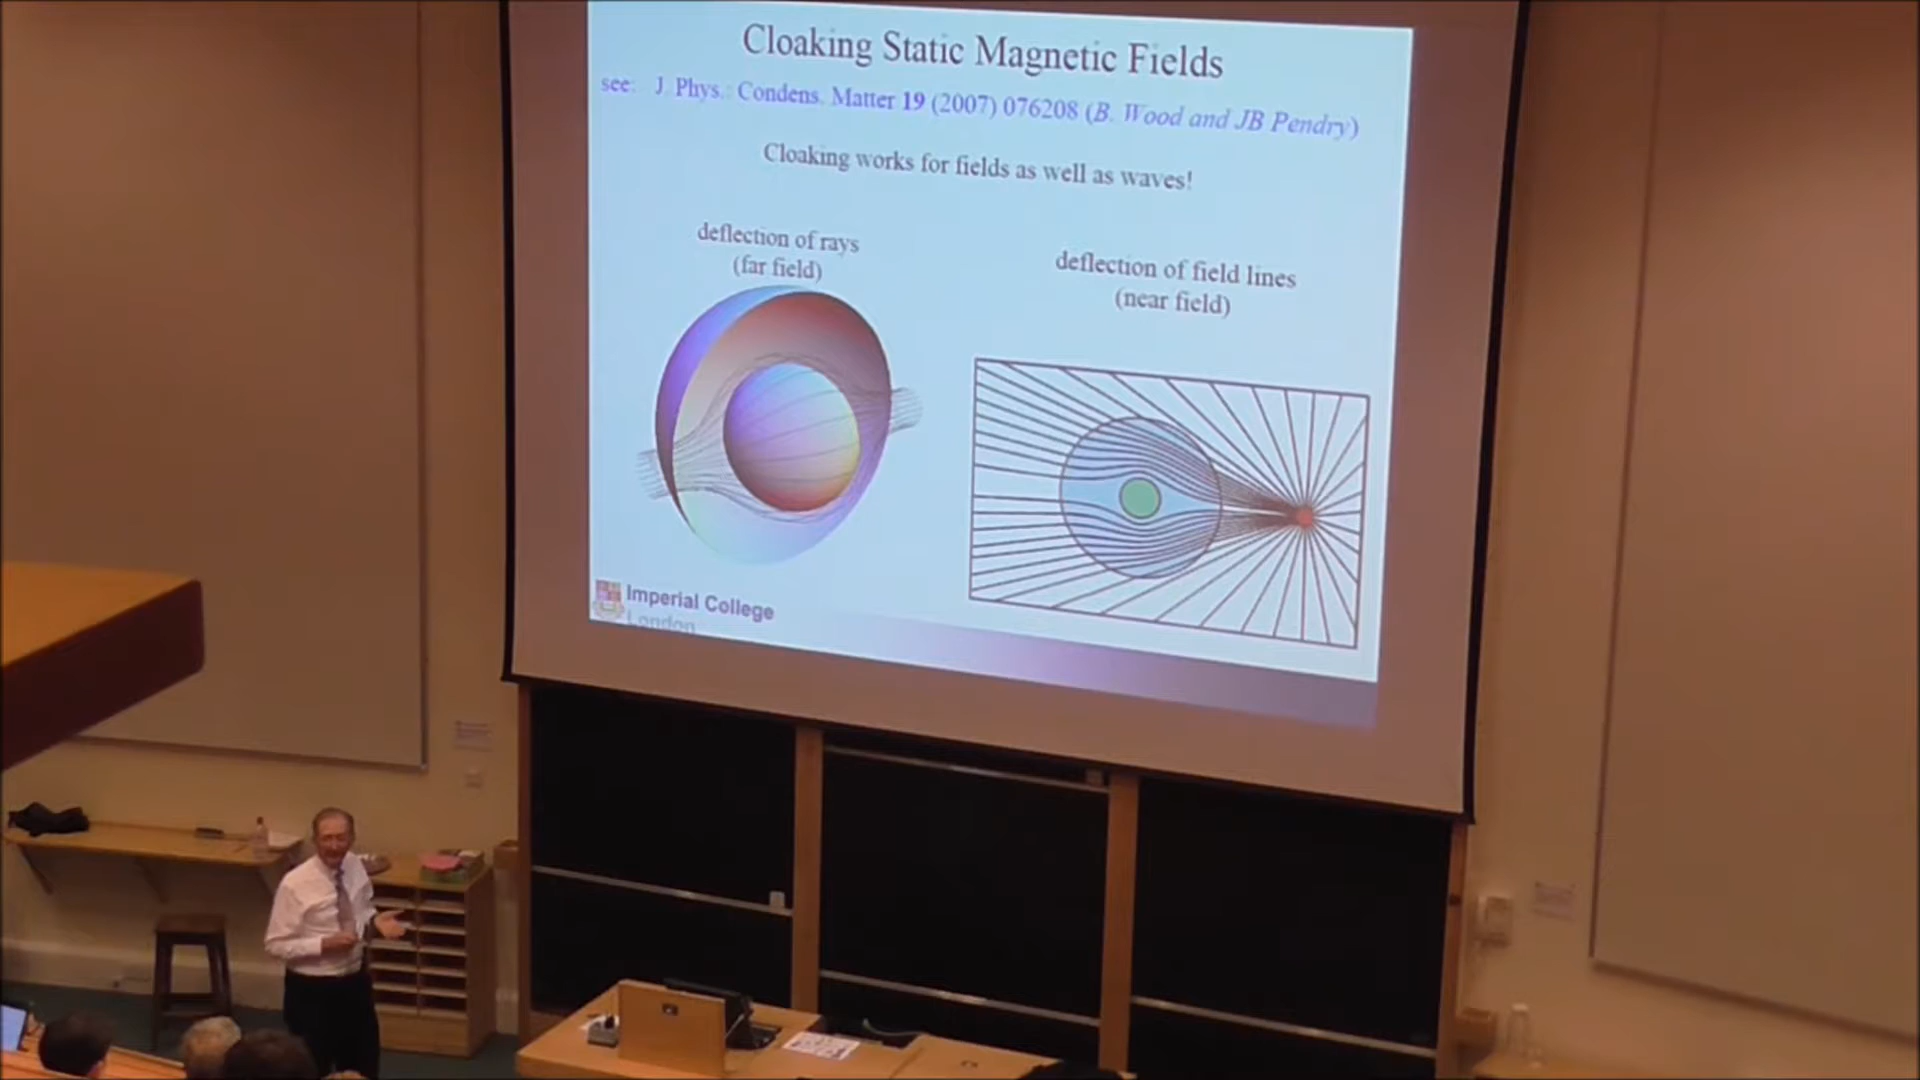 Cloaking Static Magnetic Fields
see: J. Phys.: Condens. Matter 19 (2007) 076208 (B. Wood and JB Pendry)
Cloaking works for fields as well as waves!
deflection of rays
(far field)
deflection of field lines
(near field)
Imperial College
London